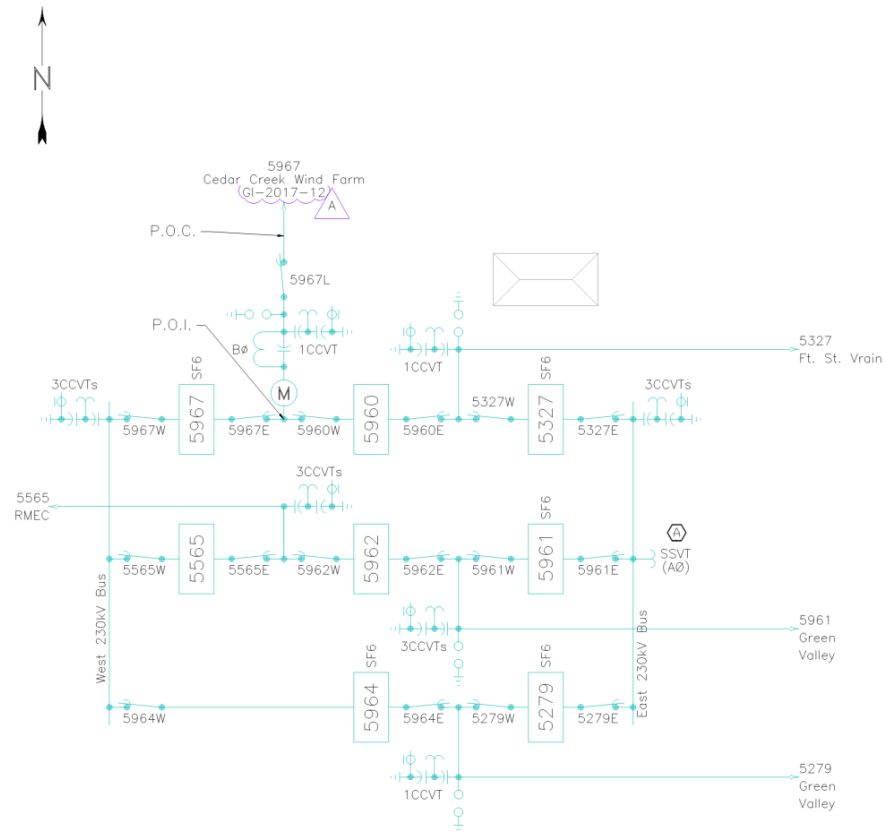 N
5967
Cedar Creek Wind Farm
(GI-2017-12)
A
P.O.C.
5967L
P.O.I.
BØ
1CCVT
1CCVT
5327
Ft. St. Vrain
M
3CCVTs
SF6
5967
5960
5327W
SF6
5327
3CCVTs
5967W
5967E
5960W
5960E
5327E
3CCVTs
5565
RMEC
A
SSVT
(AØ)
5565
5962
SF6
5961
5565W
5565E
5962W
5962E
5961W
5961E
West 230kV Bus
East 230kV Bus
3CCVTs
5961
Green
Valley
SF6
5964
SF6
5279
5964W
5964E
5279W
5279E
1CCVT
5279
Green
Valley